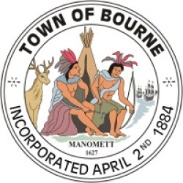 TOWN OF BOURNE
MANOMETT
1627
INCORPORATED APRIL 2ND 1884